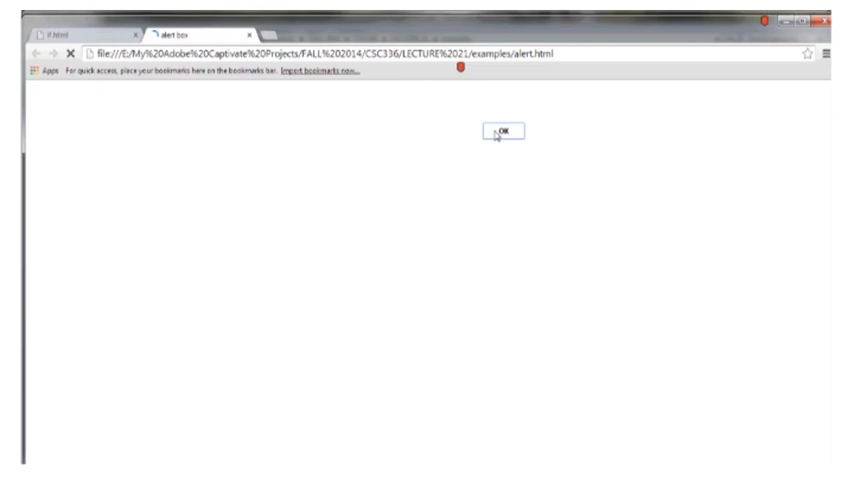 if.html
alert box
file:///E:/My%20Adobe%20Captivate%20Projects/FALL%202014/CSC336/LECTURE%2021/examples/alert.html
Apps For quick access, place your bookmarks here on the bookmarks bar. Import bookmarks now...
OK